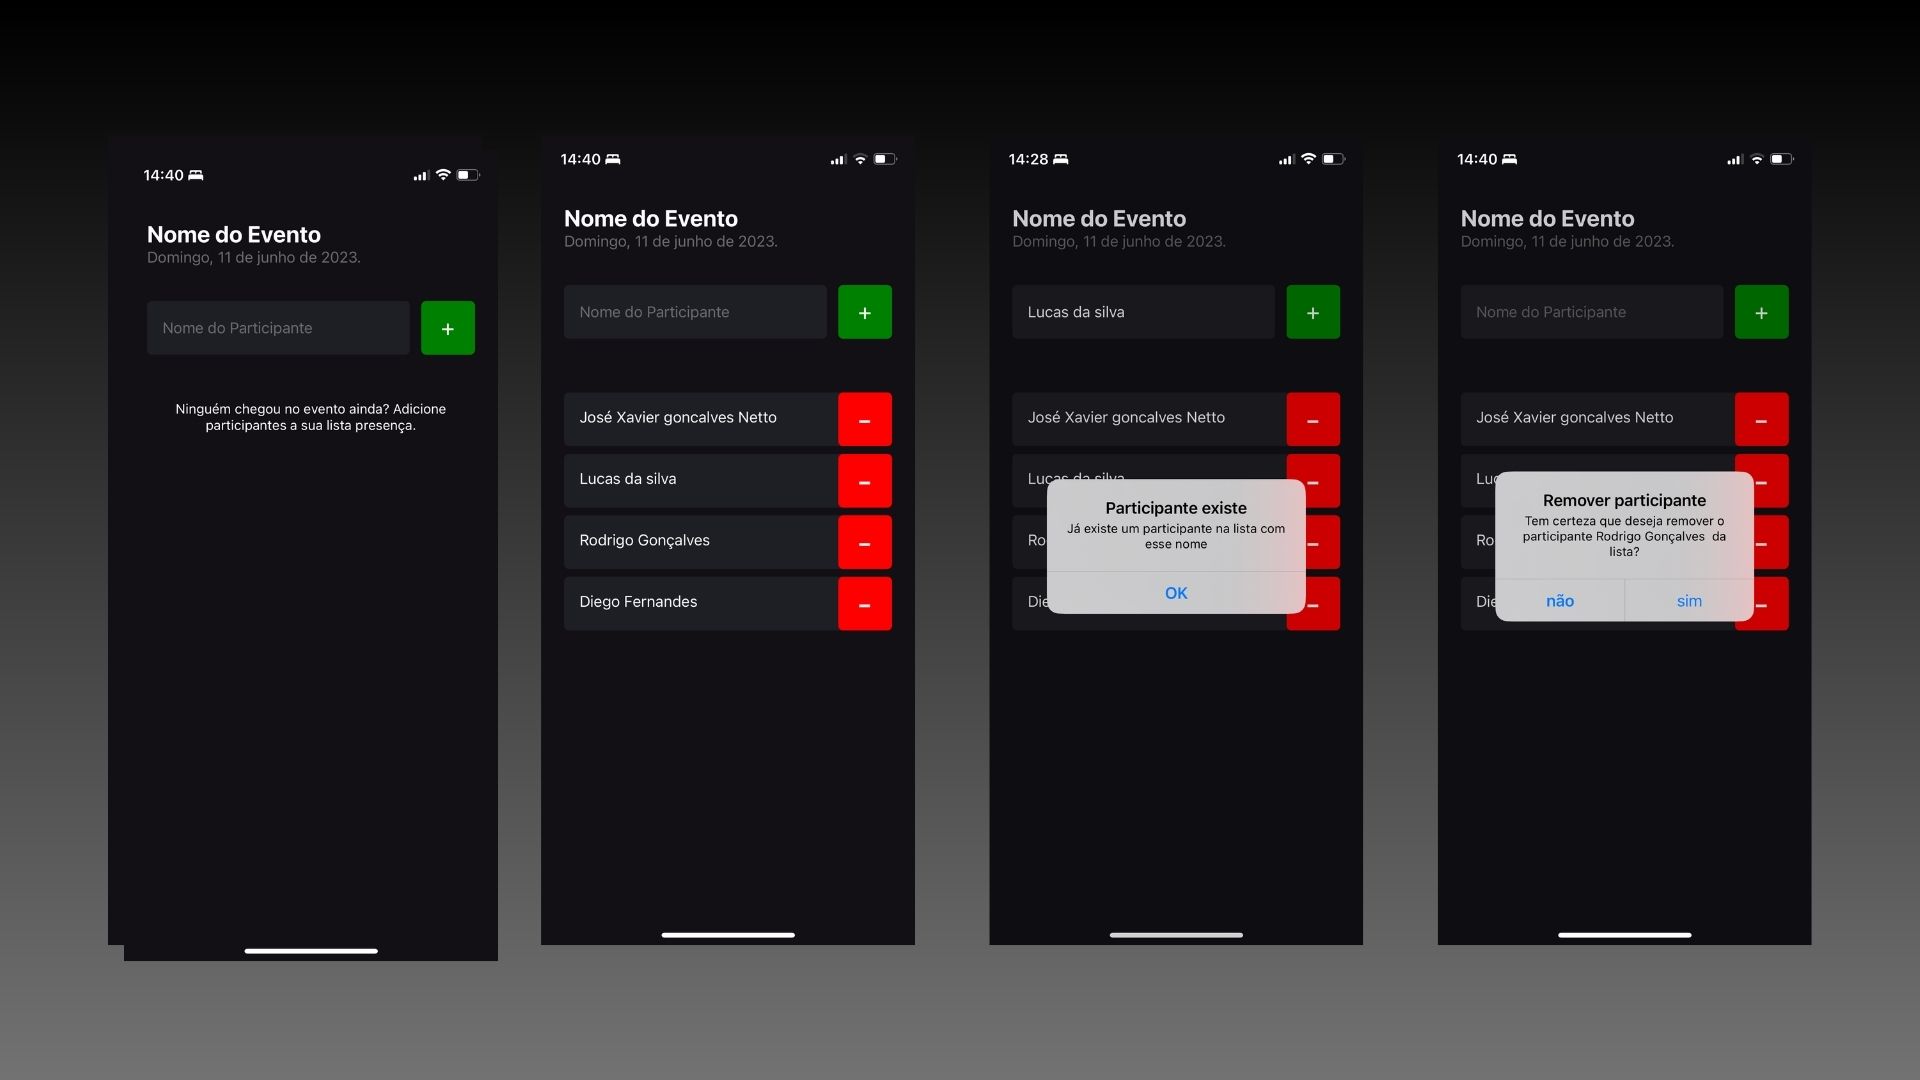 14:40
Nome do Evento
Domingo, 11 de junho de 2023.
Nome do Participante
+
Ninguém chegou no evento ainda? Adicione
participantes a sua lista presença.
14:40
Nome do Evento
Domingo, 11 de junho de 2023.
Nome do Participante
+
José Xavier goncalves Netto
-
Lucas da silva
-
Rodrigo Gonçalves
-
Diego Fernandes
-
14:28
Nome do Evento
Domingo, 11 de junho de 2023.
Lucas da silva
+
José Xavier goncalves Netto
-
Lucas da silva
-
Ro
-
Die
-
Participante existe
Já existe um participante na lista com
esse nome
OK
14:40
Nome do Evento
Domingo, 11 de junho de 2023.
Nome do Participante
+
José Xavier goncalves Netto
-
Luc
-
Ro
-
Die
-
Remover participante
Tem certeza que deseja remover o
participante Rodrigo Gonçalves  da
lista?
não
sim